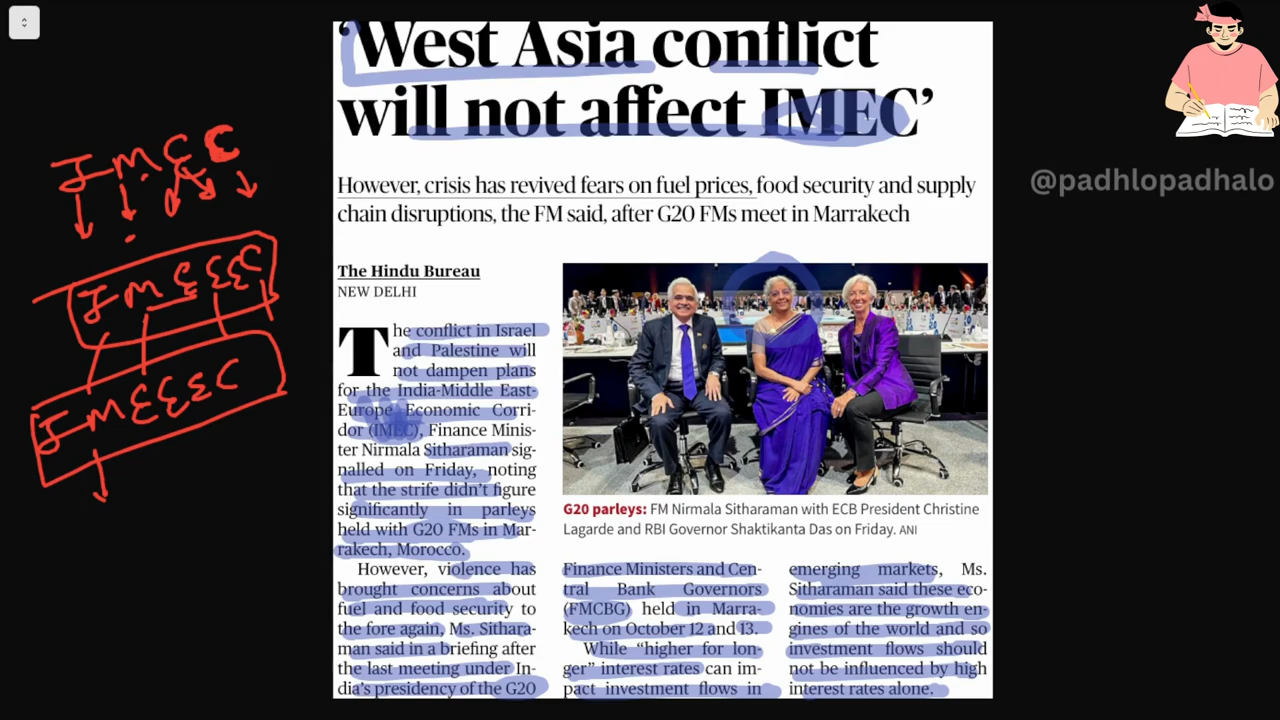 ‘West Asia conflict
will not affect IMEC’
However, crisis has revived fears on fuel prices, food security and supply
chain disruptions, the FM said, after G20 FMs meet in Marrakech
@padhlopadhalo
IMEC
IMEEC
IMEEC
The Hindu Bureau
NEW DELHI
The conflict in Israel
and Palestine will
not dampen plans
for the India-Middle East-
Europe Economic Corri-
dor (IMEC), Finance Minis-
ter Nirmala Sitharaman sig-
nalled on Friday, noting
that the strife didn’t figure
significantly in parleys
held with G20 FMs in Mar-
rakech, Morocco.
However, violence has
brought concerns about
fuel and food security to
the fore again, Ms. Sithara-
man said in a briefing after
the last meeting under In-
dia’s presidency of the G20
G20 parleys: FM Nirmala Sitharaman with ECB President Christine
Lagarde and RBI Governor Shaktikanta Das on Friday. ANI
Finance Ministers and Cen-
tral Bank Governors
(FMCBG) held in Marra-
kech on October 12 and 13.
While “higher for lon-
ger” interest rates can im-
pact investment flows in
emerging markets, Ms.
Sitharaman said these eco-
nomies are the growth en-
gines of the world and so
investment flows should
not be influenced by high
interest rates alone.